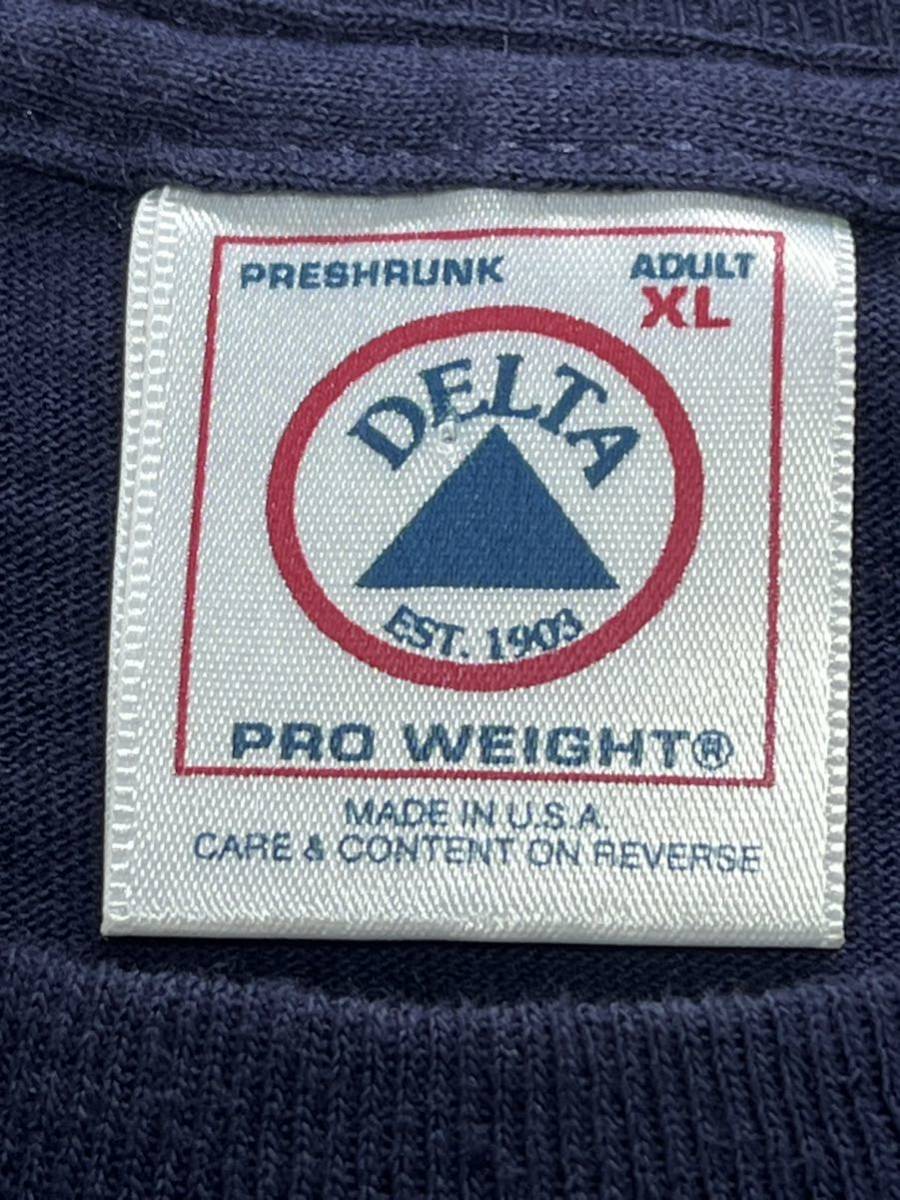 PRESHRUNK
ADULT
XL
DELTA
EST. 1903
PRO WEIGHT®
MADE IN U.S.A.
CARE & CONTENT ON REVERSE